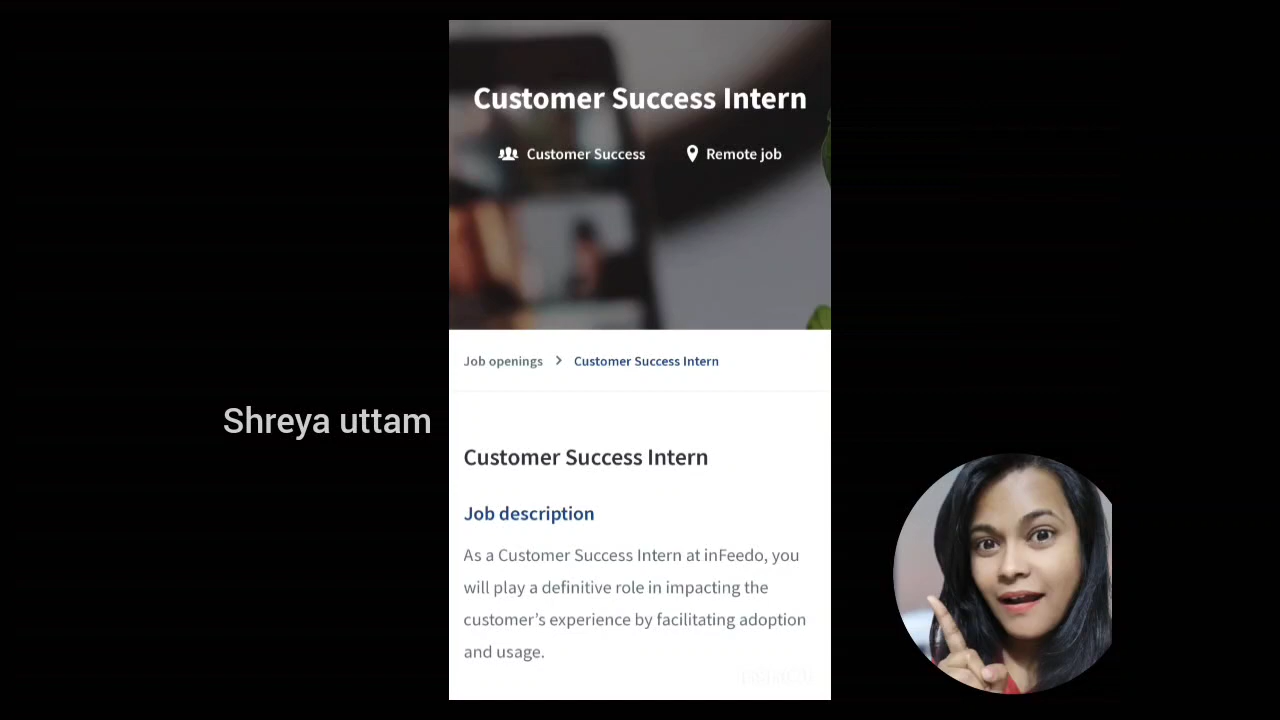 Customer Success Intern
Customer Success
Remote job
Job openings > Customer Success Intern
Shreya uttam
Customer Success Intern
Job description
As a Customer Success Intern at inFeedo, you
will play a definitive role in impacting the
customer’s experience by facilitating adoption
and usage.